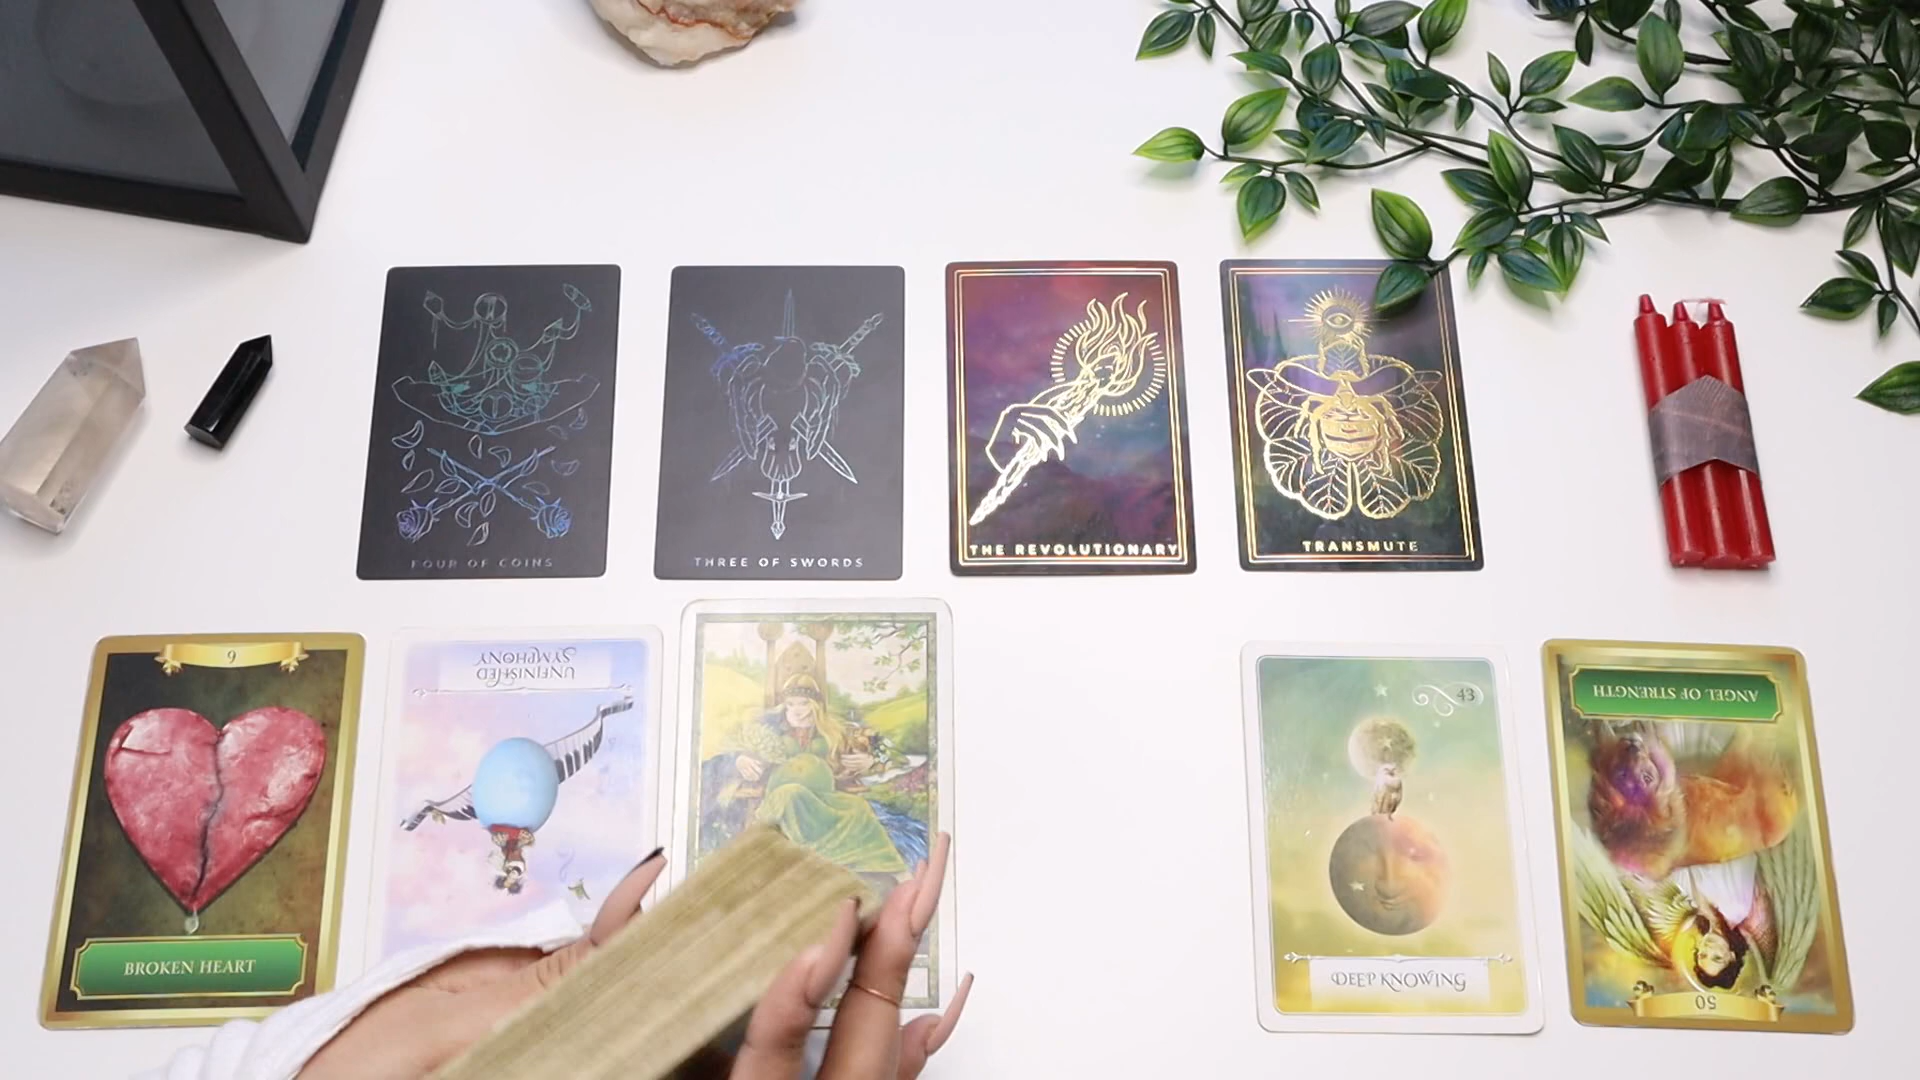 FOUR OF COINS
THREE OF SWORDS
THE REVOLUTIONARY
TRANSMUTE
6
BROKEN HEART
UNFINISHED
SYMPHONY
43
DEEP KNOWING
ANGEL OF STRENGTH
50